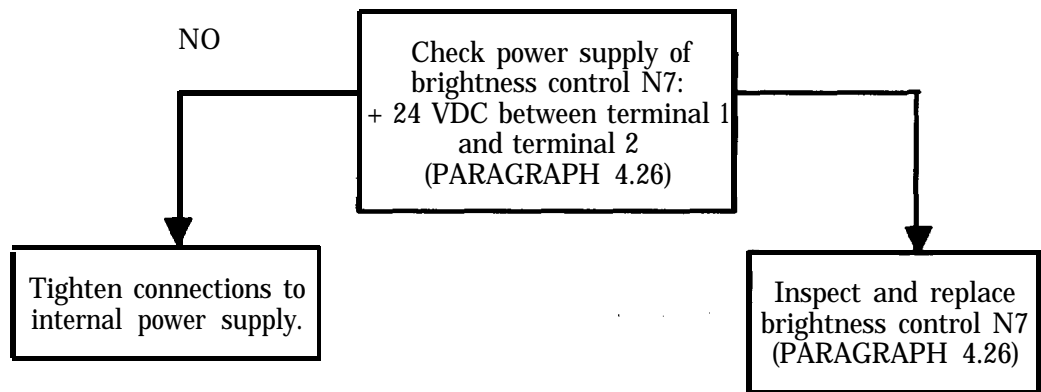 NO
Check power supply of
brightness control N7:
+ 24 VDC between terminal 1
and terminal 2
(PARAGRAPH 4.26)
Tighten connections to
internal power supply.
Inspect and replace
brightness control N7
(PARAGRAPH 4.26)